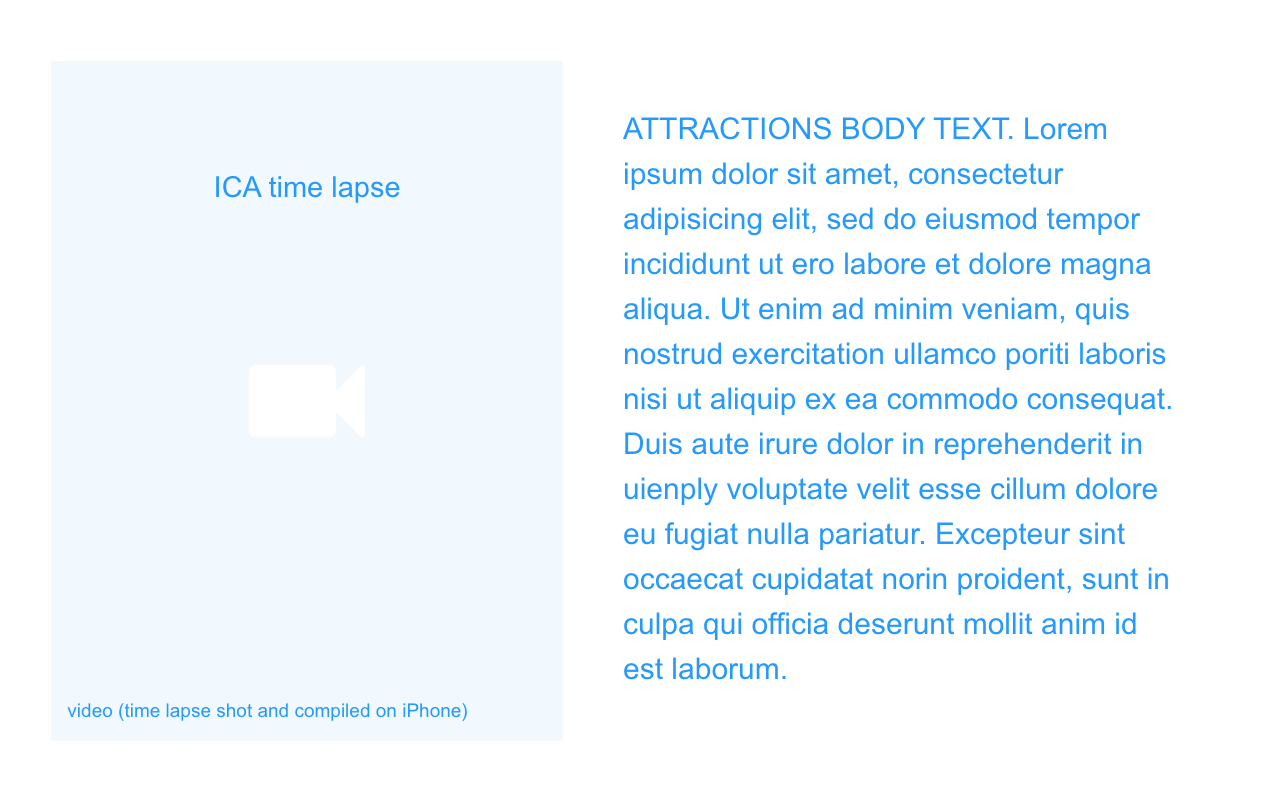 ICA time lapse
video (time lapse shot and compiled on iPhone)
ATTRACTIONS BODY TEXT. Lorem
ipsum dolor sit amet, consectetur
adipisicing elit, sed do eiusmod tempor
incididunt ut ero labore et dolore magna
aliqua. Ut enim ad minim veniam, quis
nostrud exercitation ullamco poriti laboris
nisi ut aliquip ex ea commodo consequat.
Duis aute irure dolor in reprehenderit in
uienply voluptate velit esse cillum dolore
eu fugiat nulla pariatur. Excepteur sint
occaecat cupidatat norin proident, sunt in
culpa qui officia deserunt mollit anim id
est laborum.